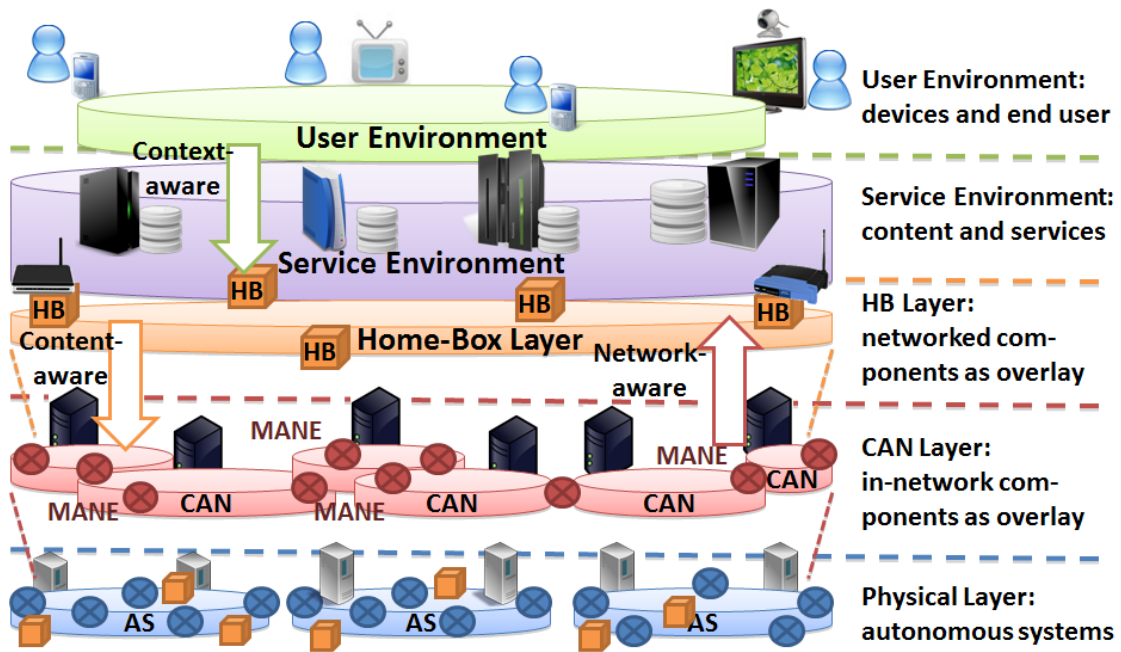 User Environment:
devices and end user
User Environment
Context-
aware
Service Environment:
content and services
Service Environment
HB
HB
HB
HB
HB Layer:
networked com-
ponents as overlay
Content-
aware
HB
Home-Box Layer
Network-
aware
MANE
MANE
CAN Layer:
in-network com-
ponents as overlay
CAN
CAN
CAN
CAN
MANE
MANE
Physical Layer:
autonomous systems
AS
AS
AS